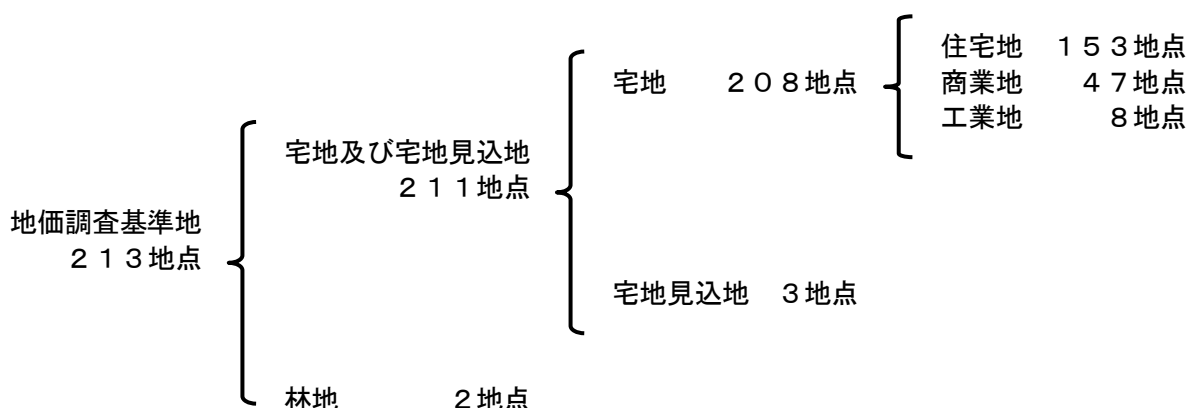 住宅地　１５３地点
宅地　　２０８地点
商業地　　４７地点
工業地　　　８地点
宅地及び宅地見込地
２１１地点
地価調査基準地
２１３地点
宅地見込地　３地点
林地　　　　２地点